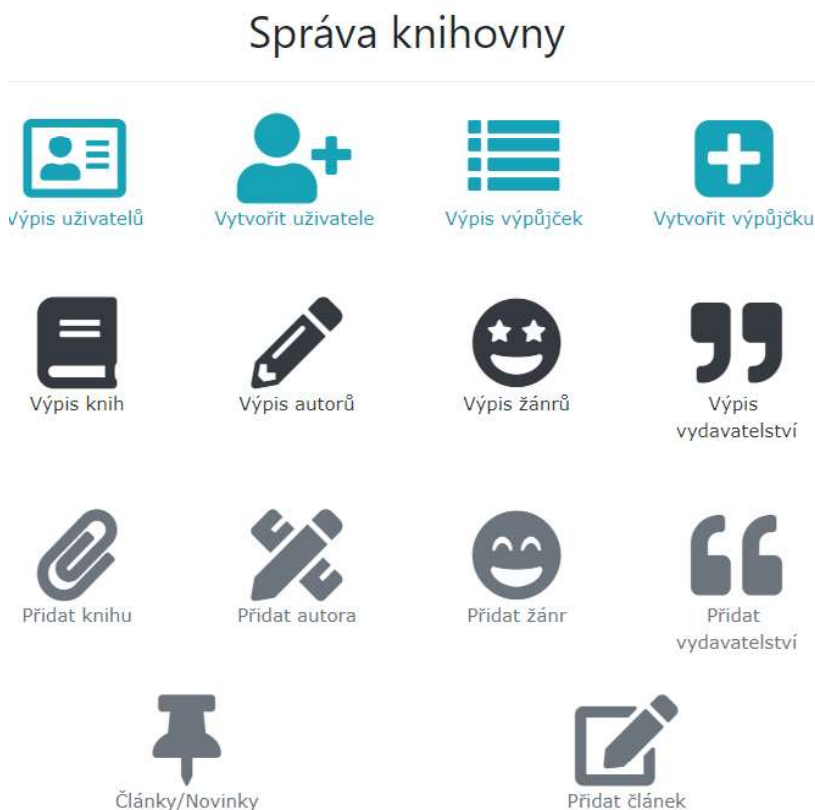 Správa knihovny
Výpis uživatelů
Vytvořit uživatele
Výpis výpůjček
Vytvořit výpůjčku
Výpis knih
Výpis autorů
Výpis žánrů
Výpis
vydavatelství
Přidat knihu
Přidat autora
Přidat žánr
Přidat
vydavatelství
Články/Novinky
Přidat článek